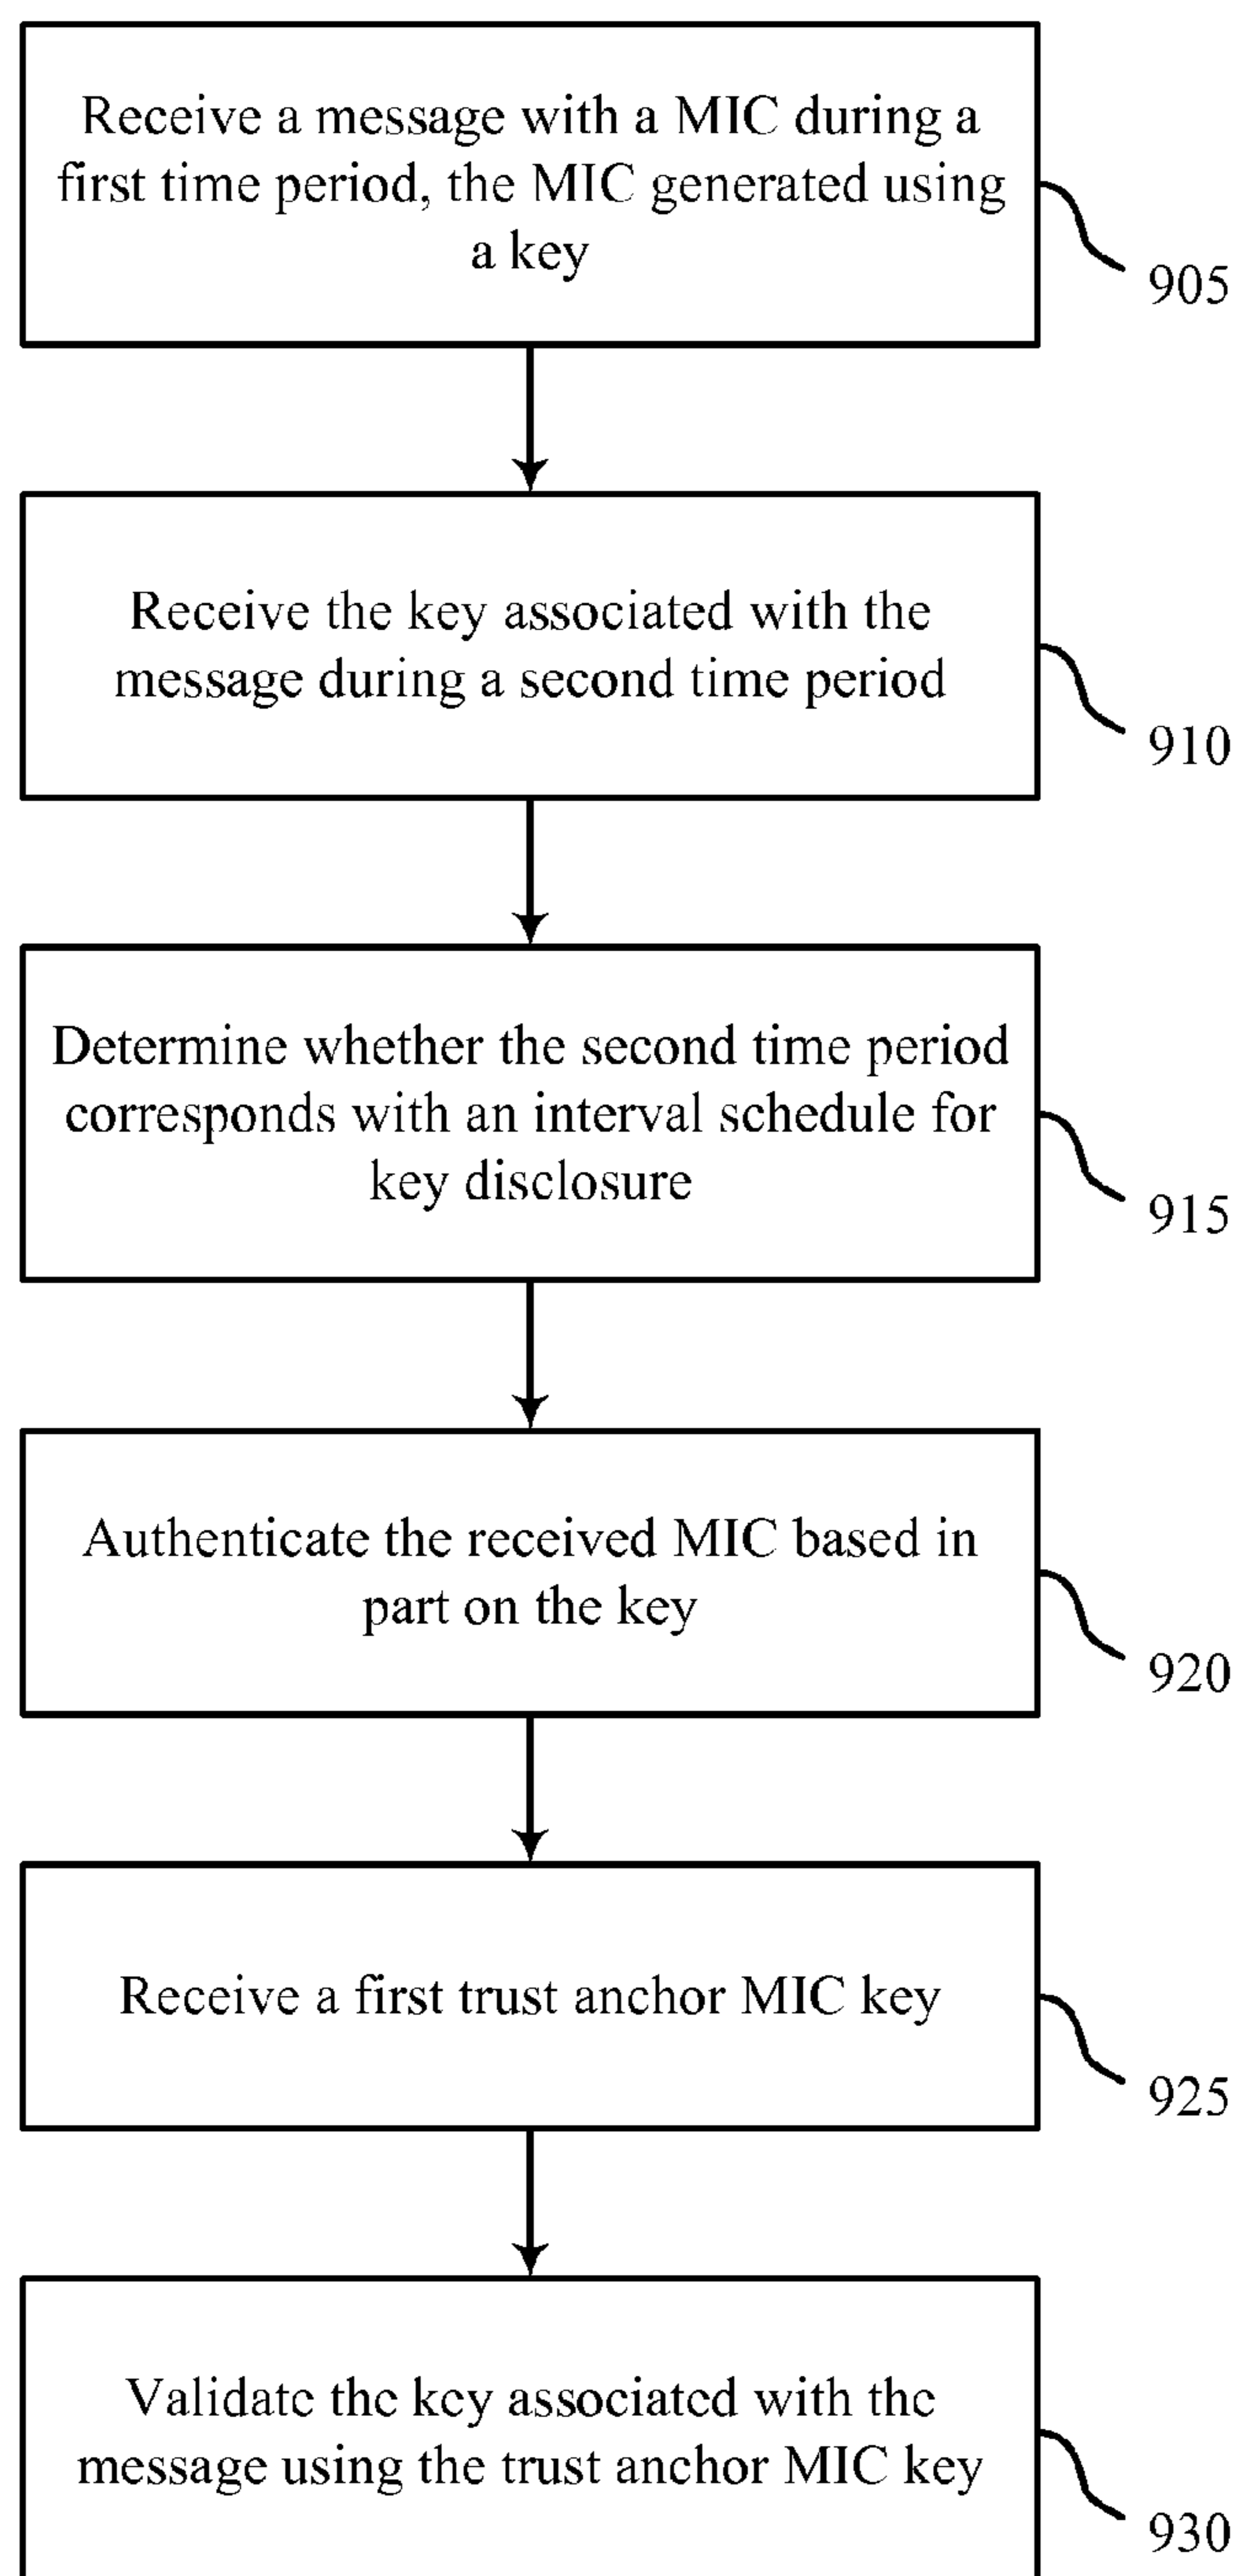 Receive a message with a MIC during a
first time period, the MIC generated using
a key
905
Receive the key associated with the
message during a second time period
910
Determine whether the second time period
corresponds with an interval schedule for
key disclosure
915
Authenticate the received MIC based in
part on the key
920
Receive a first trust anchor MIC key
925
Validate the key associated with the
message using the trust anchor MIC key
930